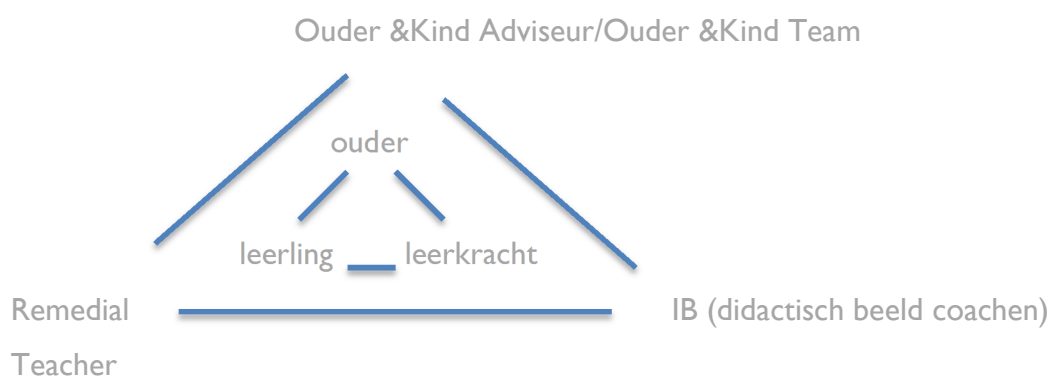 Ouder &Kind Adviseur/Ouder &Kind Team
ouder
leerling leerkracht
Remedial IB (didactisch beeld coachen)
Teacher